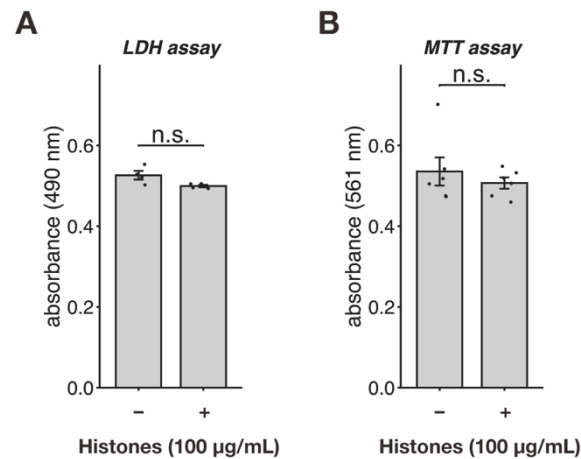 A
LDH assay
n.s.
absorbance (490 nm)
0.6
0.4
0.2
0.0
− +
Histones (100 µg/mL)
B
MTT assay
n.s.
absorbance (561 nm)
0.6
0.4
0.2
0.0
− +
Histones (100 µg/mL)